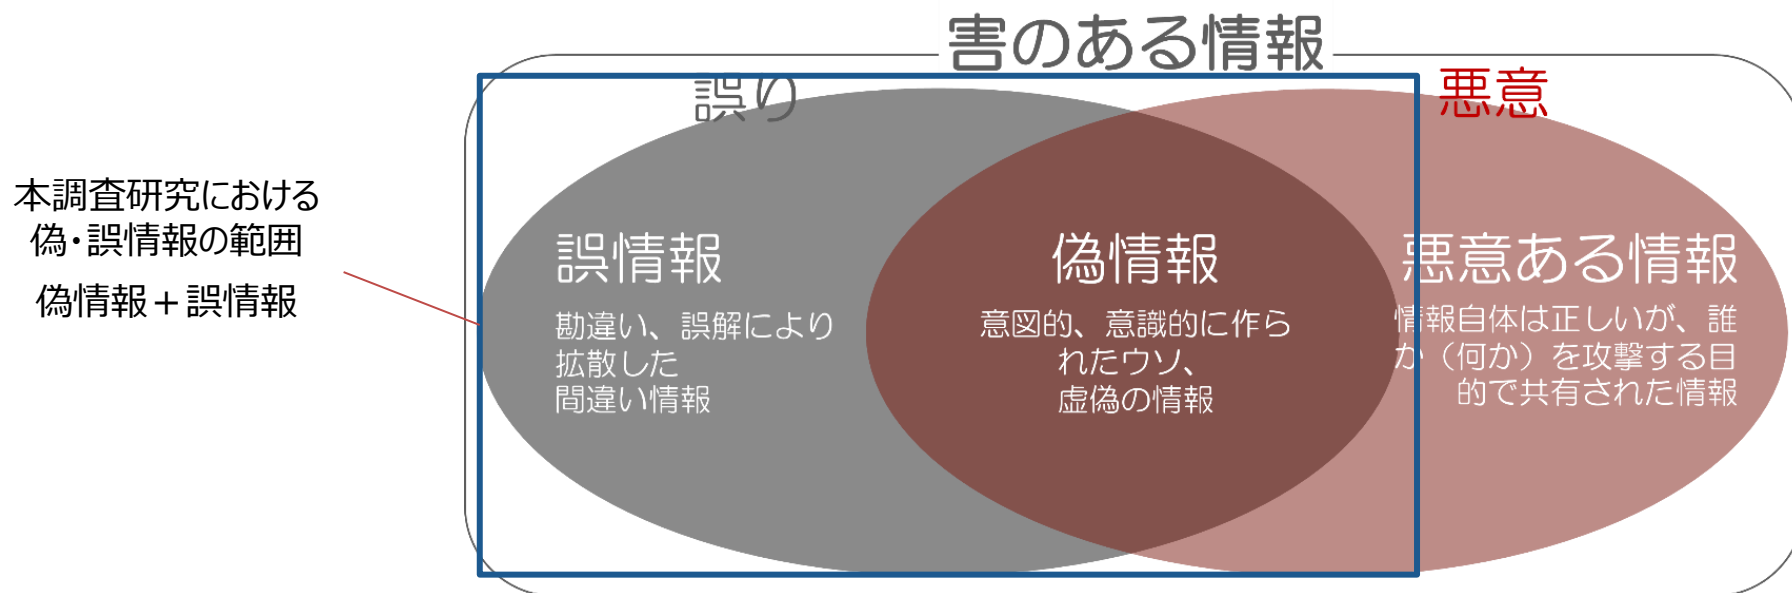 害のある情報
誤り
悪意
本調査研究における
偽・誤情報の範囲
偽情報＋誤情報
誤情報
勘違い、誤解により
拡散した
間違い情報
偽情報
意図的、意識的に作ら
れたウソ、
虚偽の情報
悪意ある情報
情報自体は正しいが、誰
か（何か）を攻撃する目
的で共有された情報